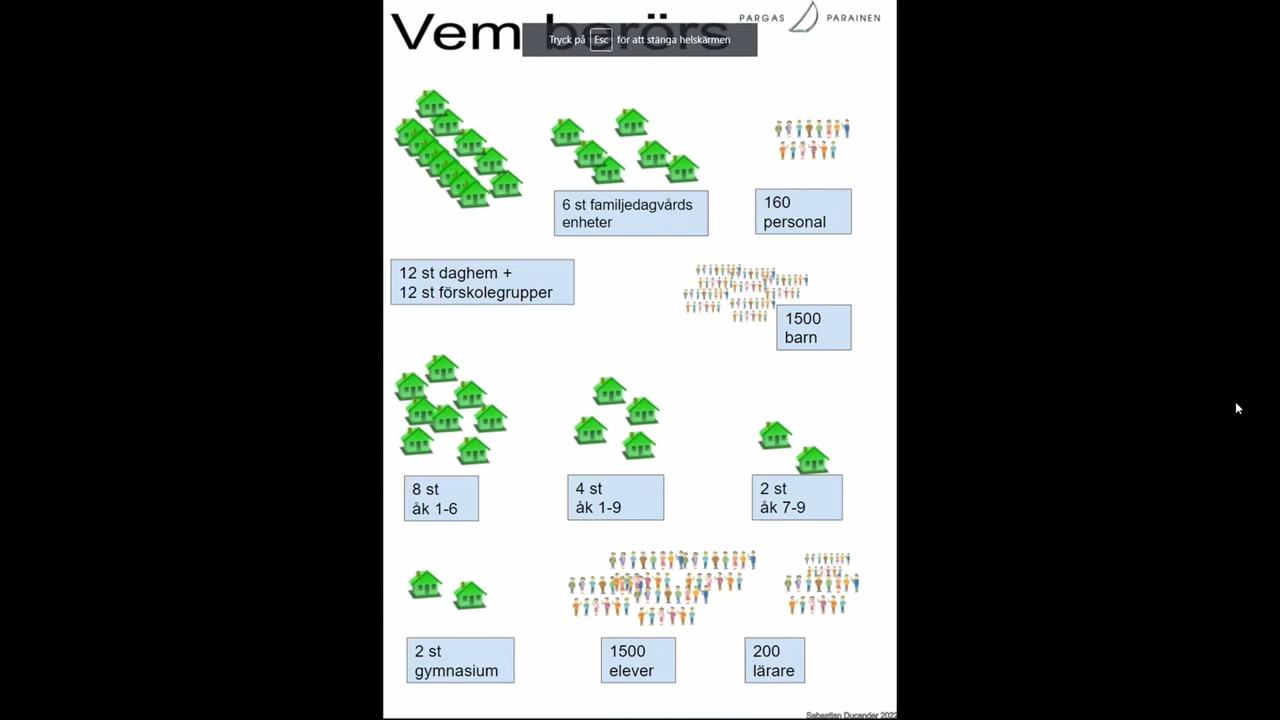 Vem berörs
PARGAS PARAINEN
Tryck på Esc för att stänga helskärmen
6 st familjedagvårds
enheter
160
personal
12 st daghem +
12 st förskolegrupper
1500
barn
8 st
åk 1-6
4 st
åk 1-9
2 st
åk 7-9
2 st
gymnasium
1500
elever
200
lärare
Sebastian Ducander 2022